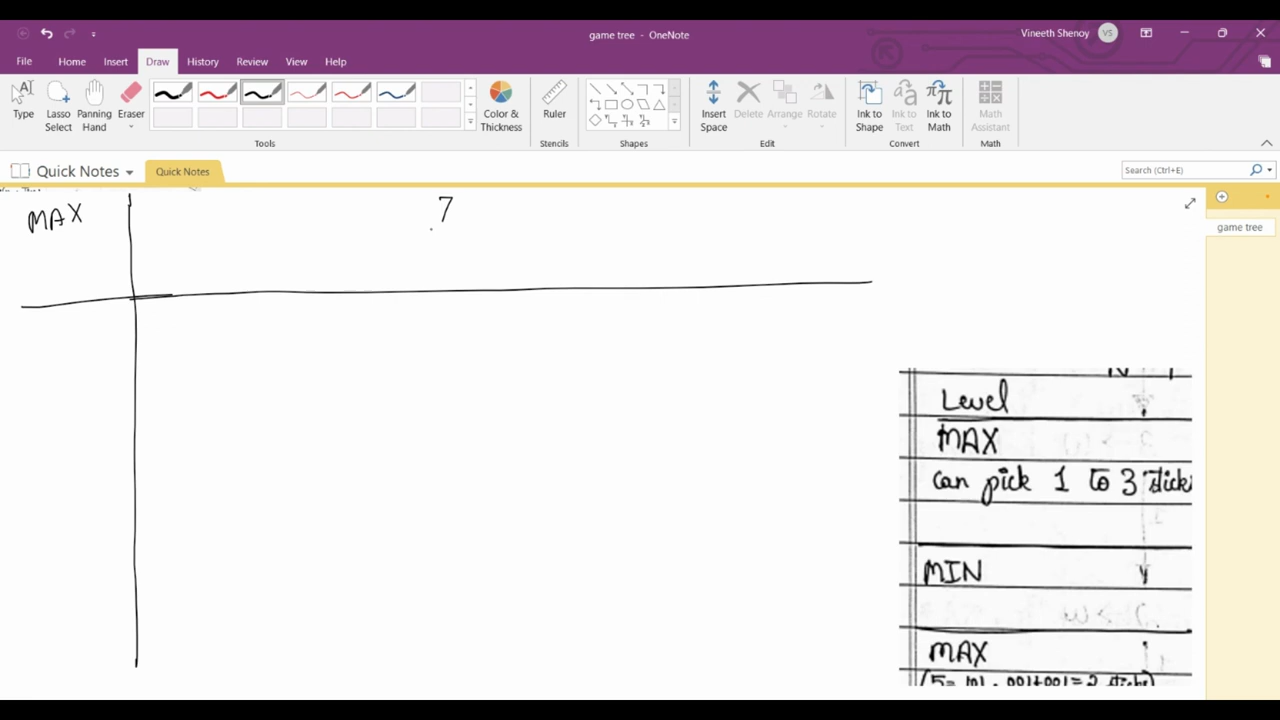 game tree - OneNote
Vineeth Shenoy
VS
File
Home
Insert
Draw
History
Review
View
Help
Type
Lasso Select
Panning Hand
Eraser
Color & Thickness
Ruler
Insert Space
Delete
Arrange
Rotate
Ink to Shape
Ink to Text
Ink to Math
Math Assistant
Tools
Stencils
Shapes
Edit
Convert
Math
Quick Notes
Quick Notes
Search (Ctrl+E)
game tree
MAX
7
Level
MAX
can pick 1 to 3 sticks
MIN
MAX